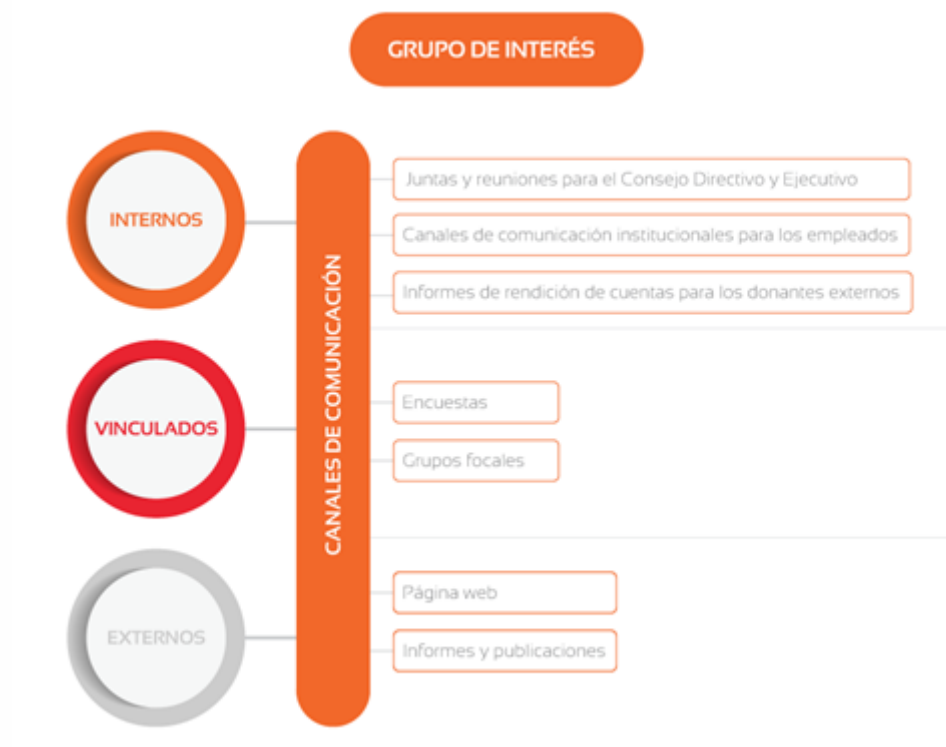 GRUPO DE INTERÉS
INTERNOS
CANALES DE COMUNICACIÓN
Juntas y reuniones para el Consejo Directivo y Ejecutivo
Canales de comunicación institucionales para los empleados
Informes de rendición de cuentas para los donantes externos
VINCULADOS
Encuestas
Grupos focales
EXTERNOS
Página web
Informes y publicaciones